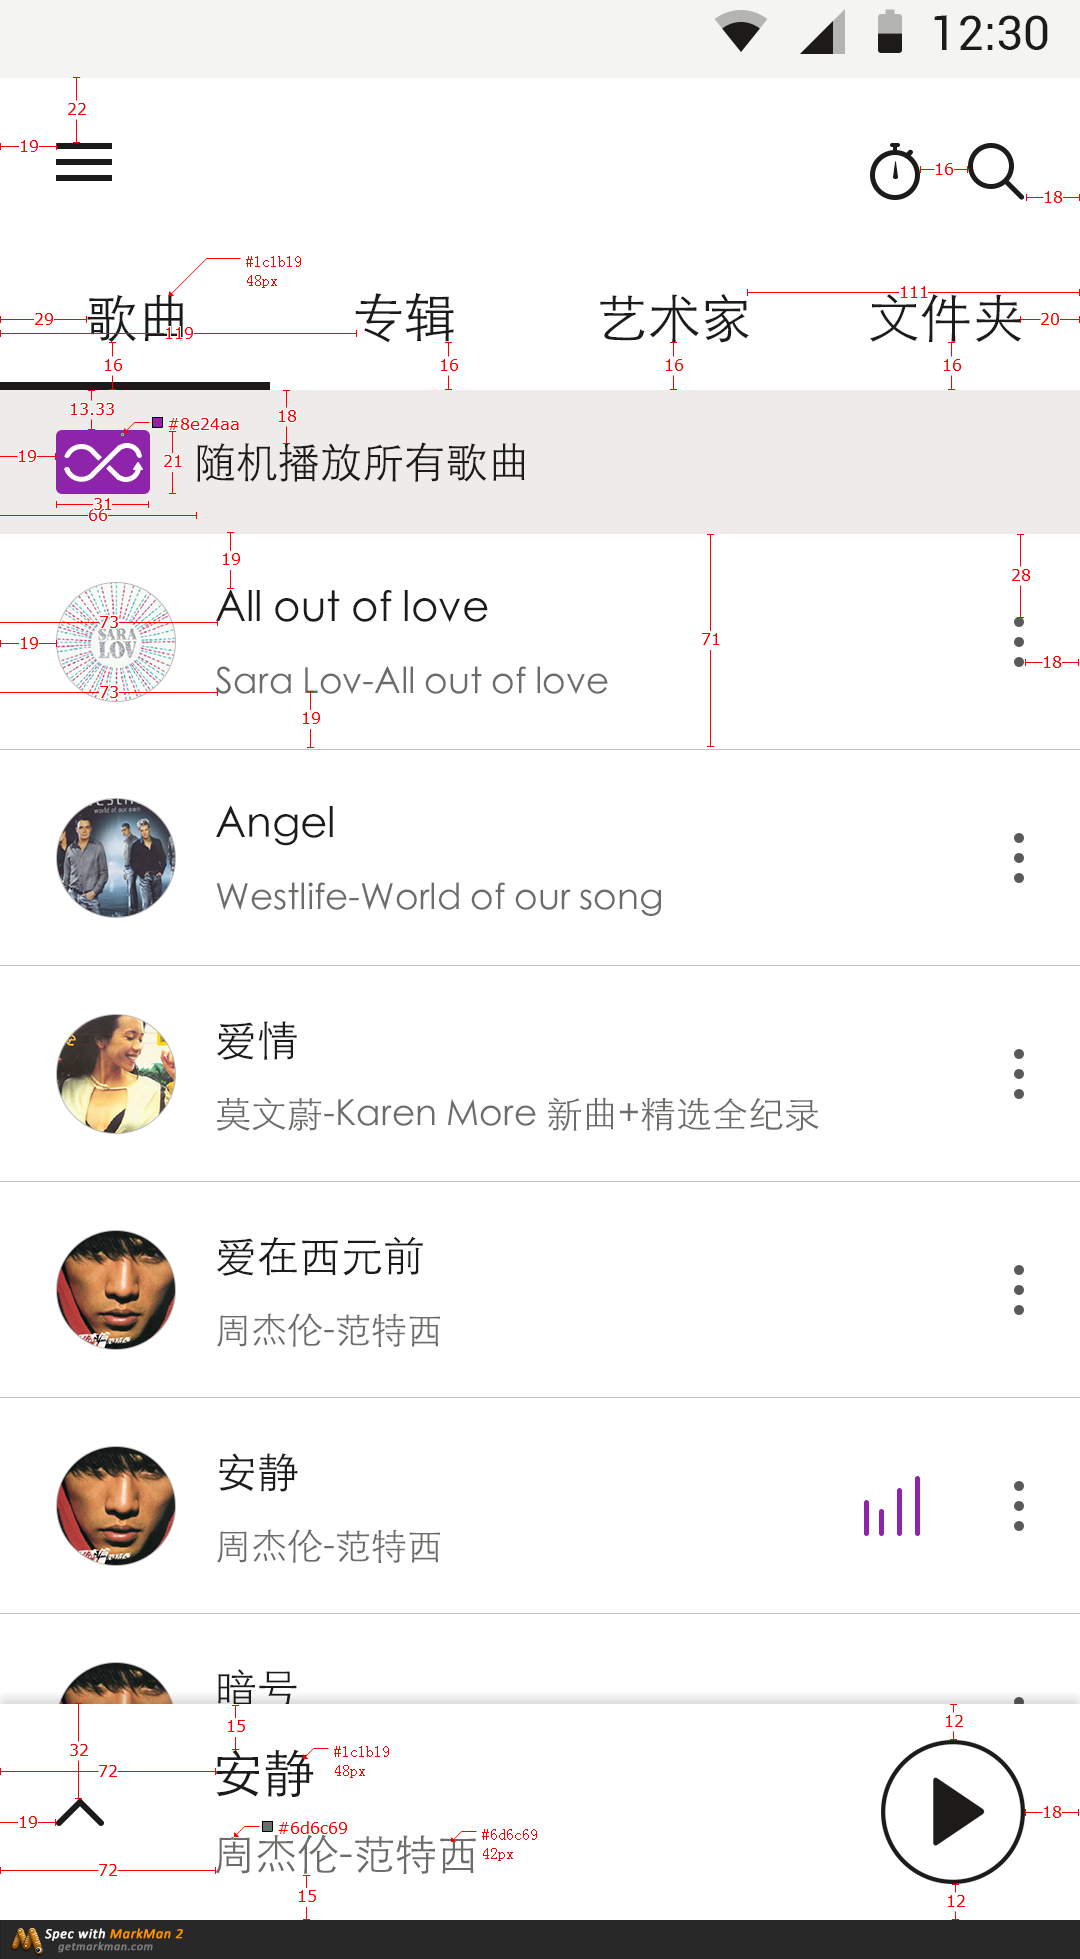 12:30
22
19
16
18
#1c1b19
48px
歌曲 专辑 艺术家 文件夹
29
119
111
20
16
16
16
16
13.33
#8e24aa
18
19
21
随机播放所有歌曲
31
66
19
28
All out of love
73
SARA
LOV
19
71
18
Sara Lov-All out of love
73
19
world of our own
Angel
Westlife-World of our song
爱情
莫文蔚-Karen More 新曲+精选全纪录
爱在西元前
周杰伦-范特西
安静
周杰伦-范特西
暗号
15
12
32
#1c1b19
48px
安静
72
19
18
#6d6c69
#6d6c69
42px
周杰伦-范特西
72
15
12
Spec with MarkMan 2
getmarkman.com